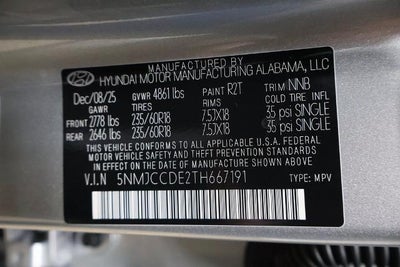 MANUFACTURED BY
HYUNDAI MOTOR MANUFACTURING ALABAMA, LLC
Dec/08/25 GVWR 4861 lbs PAINT R2T TRIM NNB
GAWR TIRES RIMS COLD TIRE INFL
FRONT 2778 lbs 235/60R18 7.5JX18 35 psi SINGLE
REAR 2646 lbs 235/60R18 7.5JX18 35 psi SINGLE
THIS VEHICLE CONFORMS TO ALL APPLICABLE U.S.A. FEDERAL
MOTOR VEHICLE SAFETY AND THEFT PREVENTION STANDARDS
IN EFFECT ON THE DATE OF MANUFACTURE SHOWN ABOVE.
V.I.N 5NMJCCDE2TH667191 TYPE: MPV